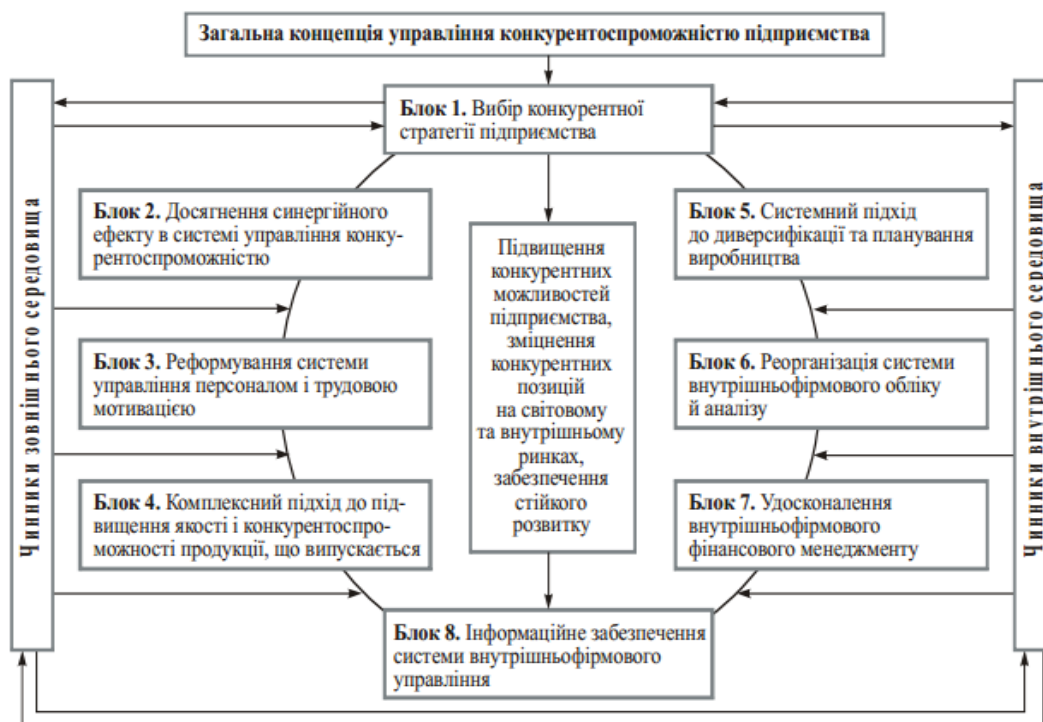 Загальна концепція управління конкурентоспроможністю підприємства
Блок 1. Вибір конкурентної
стратегії підприємства
Чинники зовнішнього середовища
Блок 2. Досягнення синергійного
ефекту в системі управління конку-
рентоспроможністю
Блок 3. Реформування системи
управління персоналом і трудовою
мотивацією
Блок 4. Комплексний підхід до під-
вищення якості і конкурентоспро-
можності продукції, що випускається
Підвищення
конкурентних
можливостей
підприємства,
зміцнення
конкурентних
позицій
на світовому
та внутрішньому
ринках,
забезпечення
стійкого
розвитку
Блок 5. Системний підхід
до диверсифікації та планування
виробництва
Блок 6. Реорганізація системи
внутрішньофірмового обліку
й аналізу
Блок 7. Удосконалення
внутрішньофірмового
фінансового менеджменту
Чинники внутрішнього середовища
Блок 8. Інформаційне забезпечення
системи внутрішньофірмового
управління